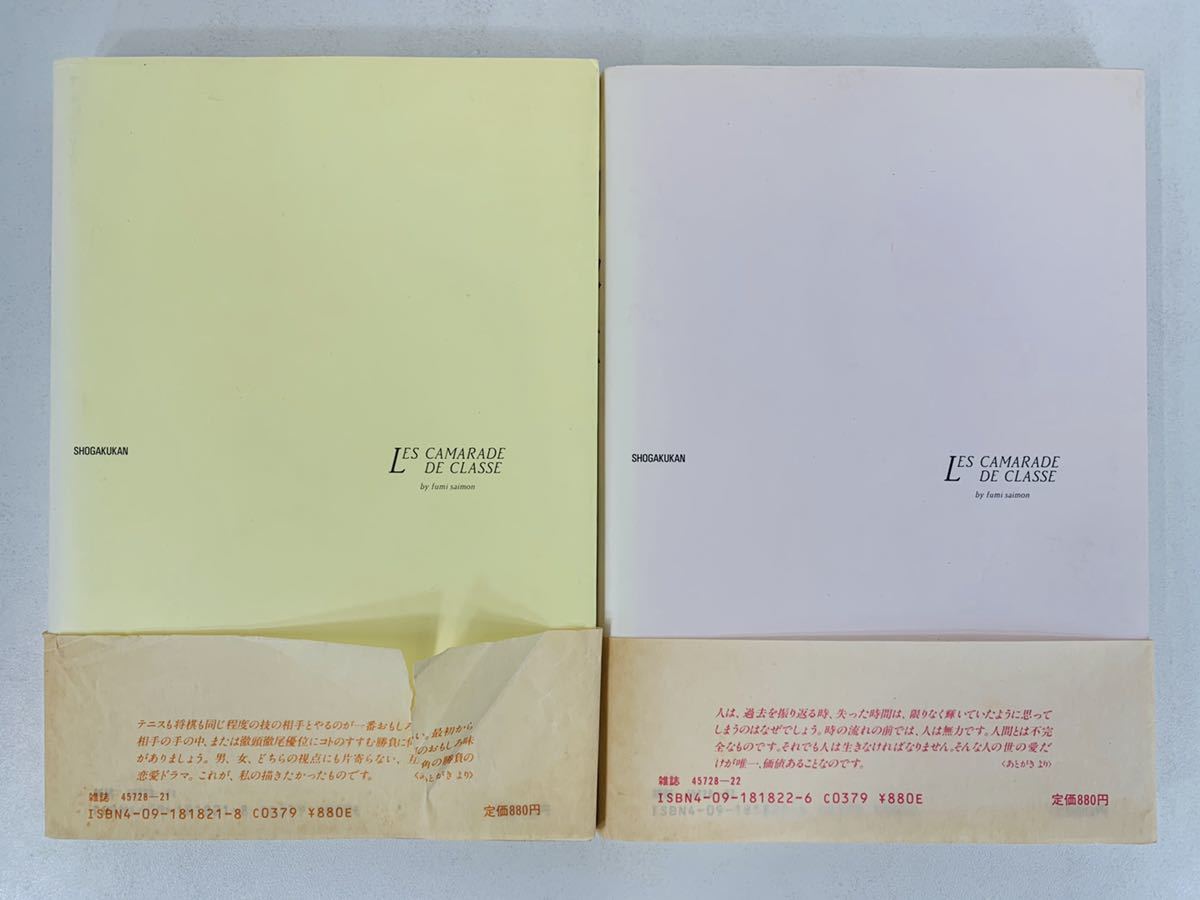 SHOGAKUKAN
LES CAMARADE
DE CLASSE
by fumi saimon
テニスも将棋も同じ程度の技の相手とやるのが一番おもしろ
い。最初から
相手の手の中、または徹頭徹尾優位にコトのすすむ勝負に何
のおもしろ味
がありましょう。男、女、どちらの視点にも片寄らない、互
角の勝負の
恋愛ドラマ。これが、私の描きたかったものです。
〈あとがき より〉
雑誌 45728—21
ISBN4-09-181821-8 C0379 ¥880E
定価880円
SHOGAKUKAN
LES CAMARADE
DE CLASSE
by fumi saimon
人は、過去を振り返る時、失った時間は、限りなく輝いていたように思って
しまうのはなぜでしょう。時の流れの前では、人は無力です。人間とは不完
全なものです。それでも人は生きなければなりません。そんな人の世の愛だ
けが唯一、価値あることなのです。
〈あとがき より〉
雑誌 45728—22
ISBN4-09-181822-6 C0379 ¥880E
定価880円